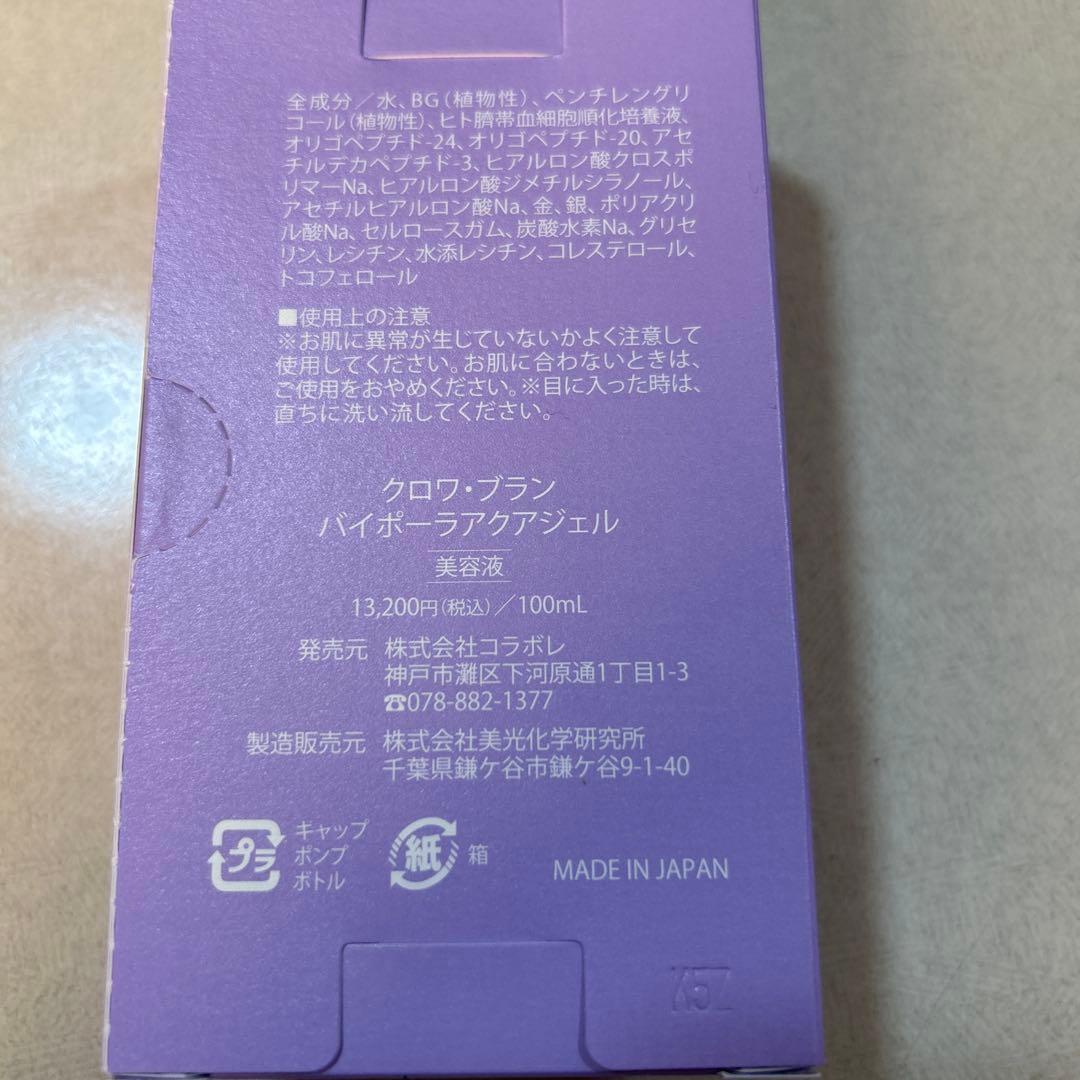 全成分／水、BG（植物性）、ペンチレングリ
コール（植物性）、ヒト臍帯血細胞順化培養液、
オリゴペプチド-24、オリゴペプチド-20、アセ
チルデカペプチド-3、ヒアルロン酸クロスポ
リマーNa、ヒアルロン酸ジメチルシラノール、
アセチルヒアルロン酸Na、金、銀、ポリアクリ
ル酸Na、セルロースガム、炭酸水素Na、グリセ
リン、レシチン、水添レシチン、コレステロール、
トコフェロール
■使用上の注意
※お肌に異常が生じていないかよく注意して
使用してください。お肌に合わないときは、
ご使用をおやめください。※目に入った時は、
直ちに洗い流してください。
クロワ・ブラン
バイポーラアクアジェル
美容液
13,200円（税込）／100mL
発売元 株式会社コラボレ
神戸市灘区下河原通1丁目1-3
☎078-882-1377
製造販売元 株式会社美光化学研究所
千葉県鎌ケ谷市鎌ケ谷9-1-40
プラ キャップ
ポンプ
ボトル
紙 箱
MADE IN JAPAN